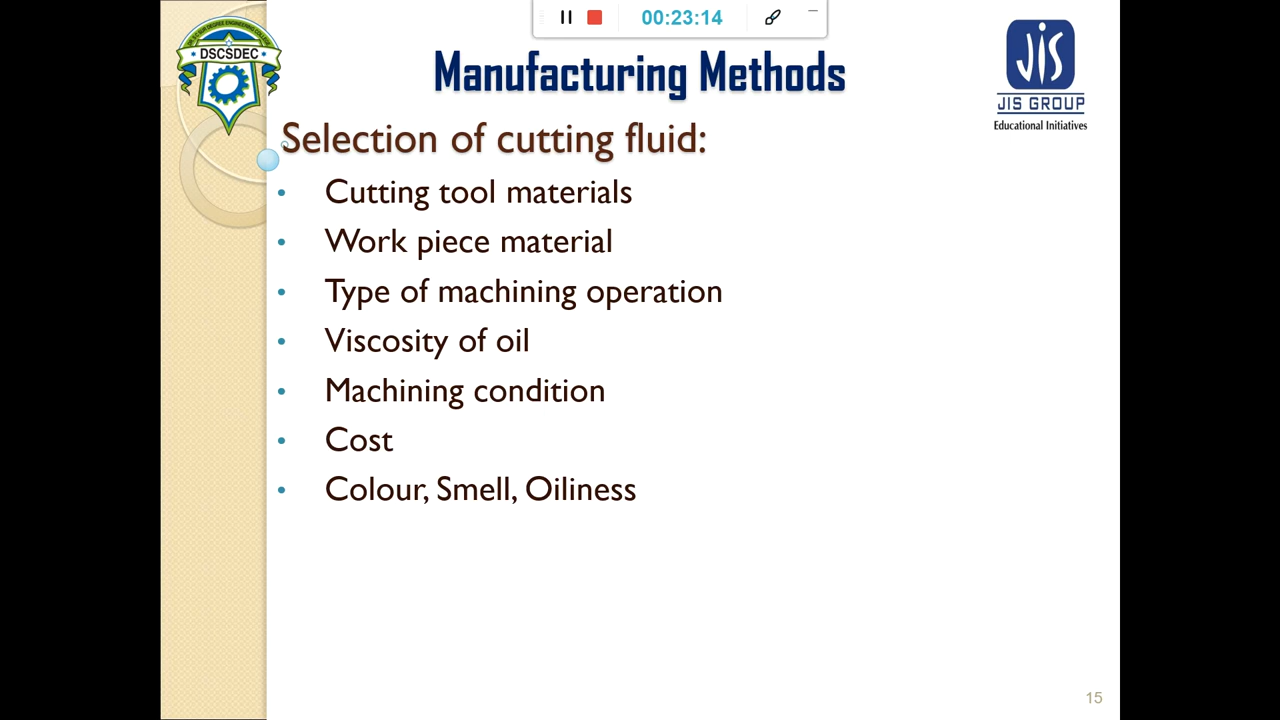 00:23:14
DSCSDEC
Manufacturing Methods
JIS
JIS GROUP
Educational Initiatives
Selection of cutting fluid:
• Cutting tool materials
• Work piece material
• Type of machining operation
• Viscosity of oil
• Machining condition
• Cost
• Colour, Smell, Oiliness
15